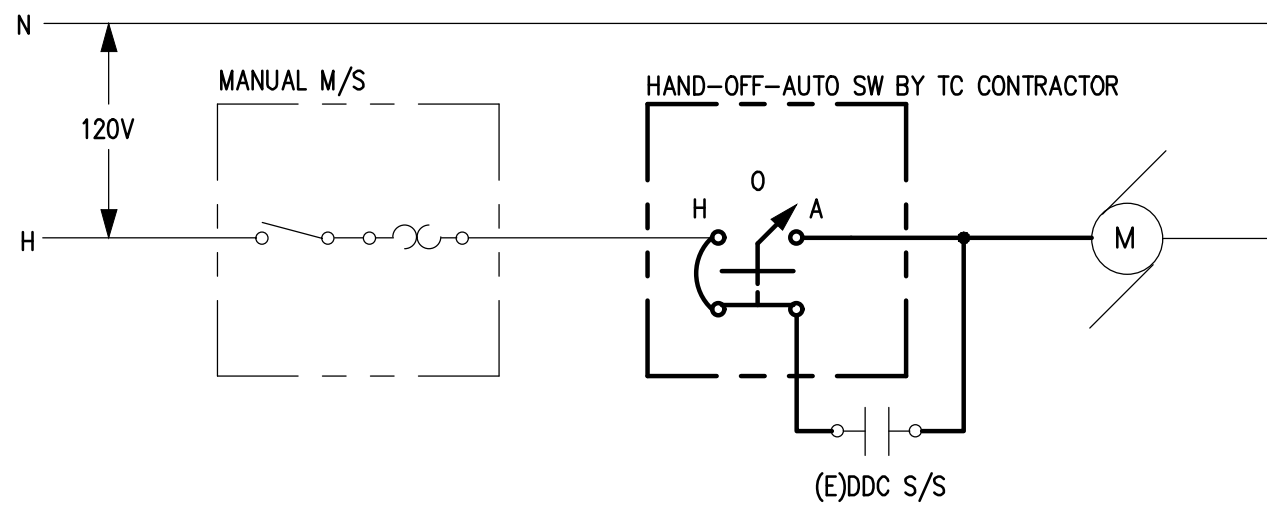 N
MANUAL M/S
HAND-OFF-AUTO SW BY TC CONTRACTOR
120V
O
H
A
H
M
(E)DDC S/S